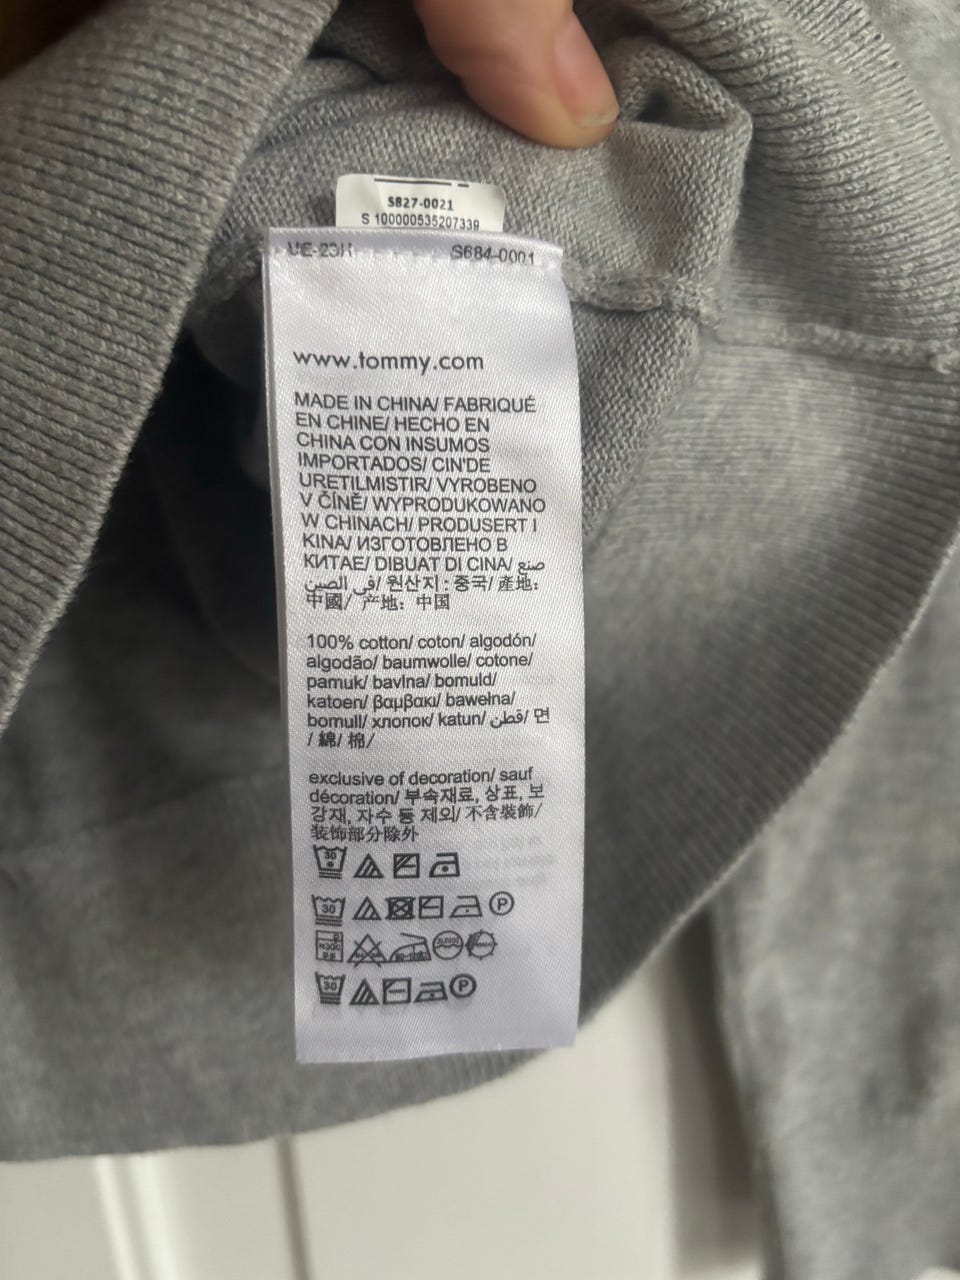 S827-0021
S 100000535207339
UE-23H S684-0001
www.tommy.com
MADE IN CHINA/ FABRIQUÉ
EN CHINE/ HECHO EN
CHINA CON INSUMOS
IMPORTADOS/ CIN'DE
URETILMISTIR/ VYROBENO
V ČÍNĚ/ WYPRODUKOWANO
W CHINACH/ PRODUSERT I
KINA/ ИЗГОТОВЛЕНО В
КИТАЕ/ DIBUAT DI CINA/ صنع
في الصين/ 원산지 : 중국/ 產地:
中國/ 产地: 中国
100% cotton/ coton/ algodón/
algodão/ baumwolle/ cotone/
pamuk/ bavlna/ bomuld/
katoen/ βαμβακι/ bawełna/
bomull/ хлопок/ katun/ قطن/ 면
/ 綿/ 棉/
exclusive of decoration/ sauf
décoration/ 부속재료, 상표, 보
강재, 자수 등 제외/ 不含裝飾/
装饰部分除外
30
30 P
30 P